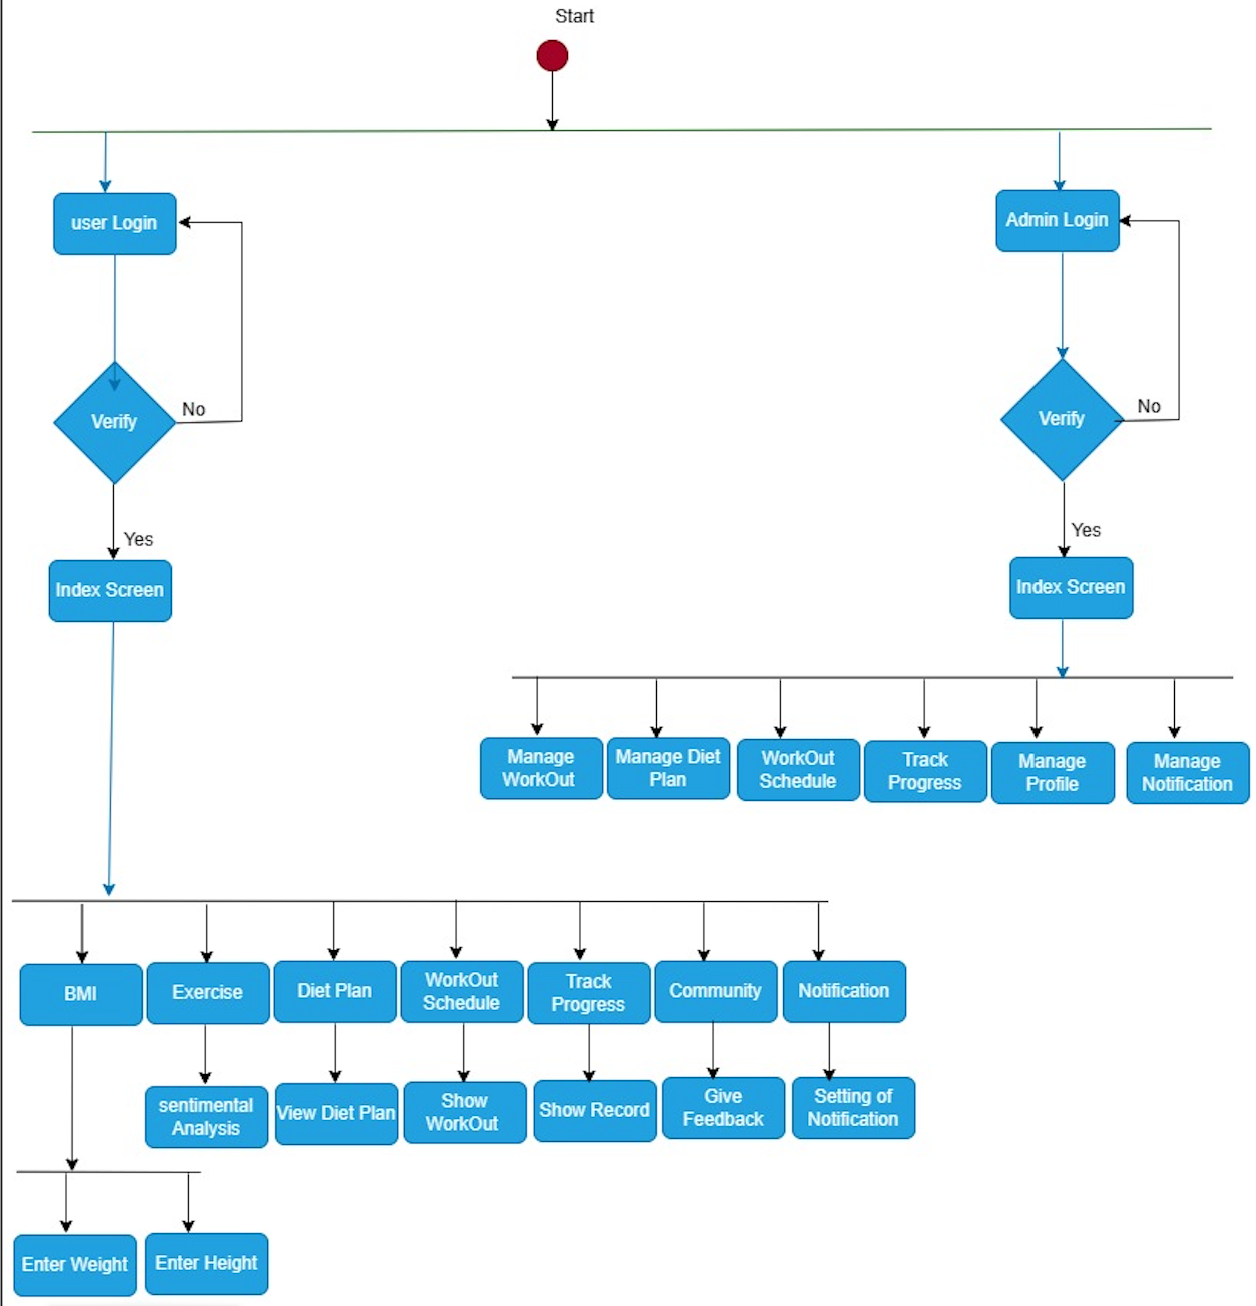 Start
user Login
Admin Login
Verify
No
Verify
No
Yes
Yes
Index Screen
Index Screen
Manage
WorkOut
Manage Diet
Plan
WorkOut
Schedule
Track
Progress
Manage
Profile
Manage
Notification
BMI
Exercise
Diet Plan
WorkOut
Schedule
Track
Progress
Community
Notification
sentimental
Analysis
View Diet Plan
Show
WorkOut
Show Record
Give
Feedback
Setting of
Notification
Enter Weight
Enter Height